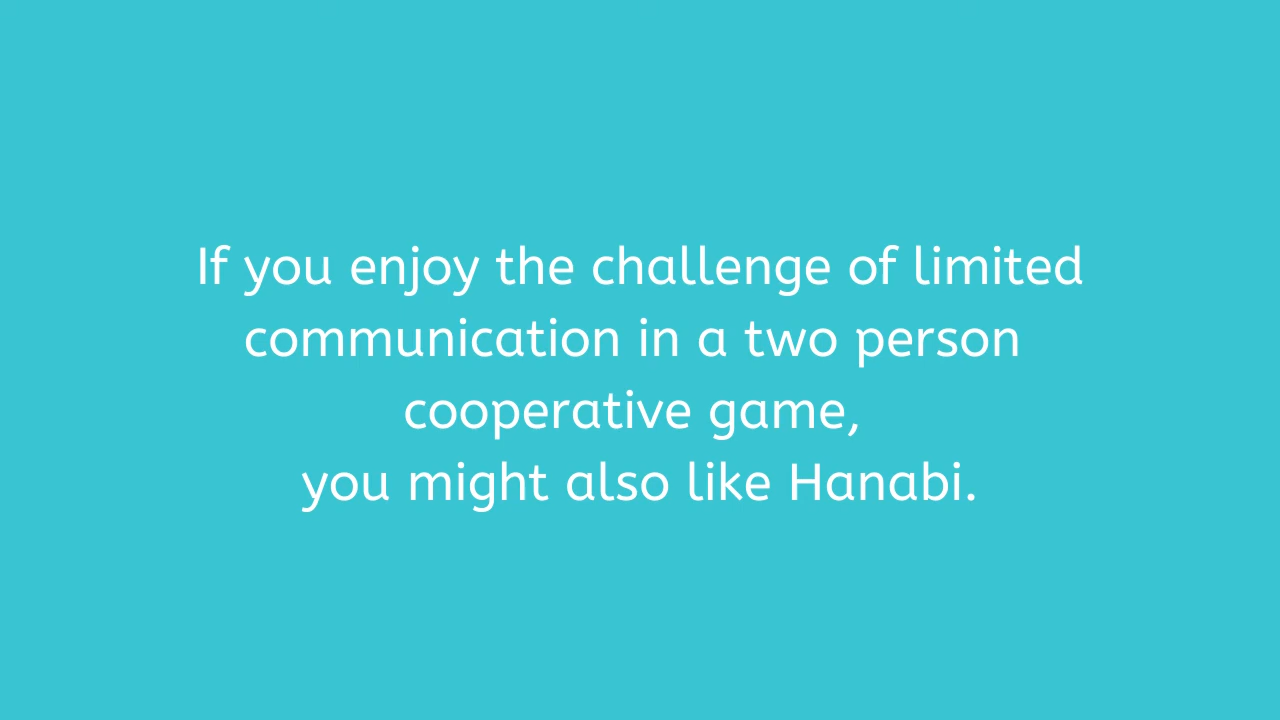 If you enjoy the challenge of limited
communication in a two person
cooperative game,
you might also like Hanabi.